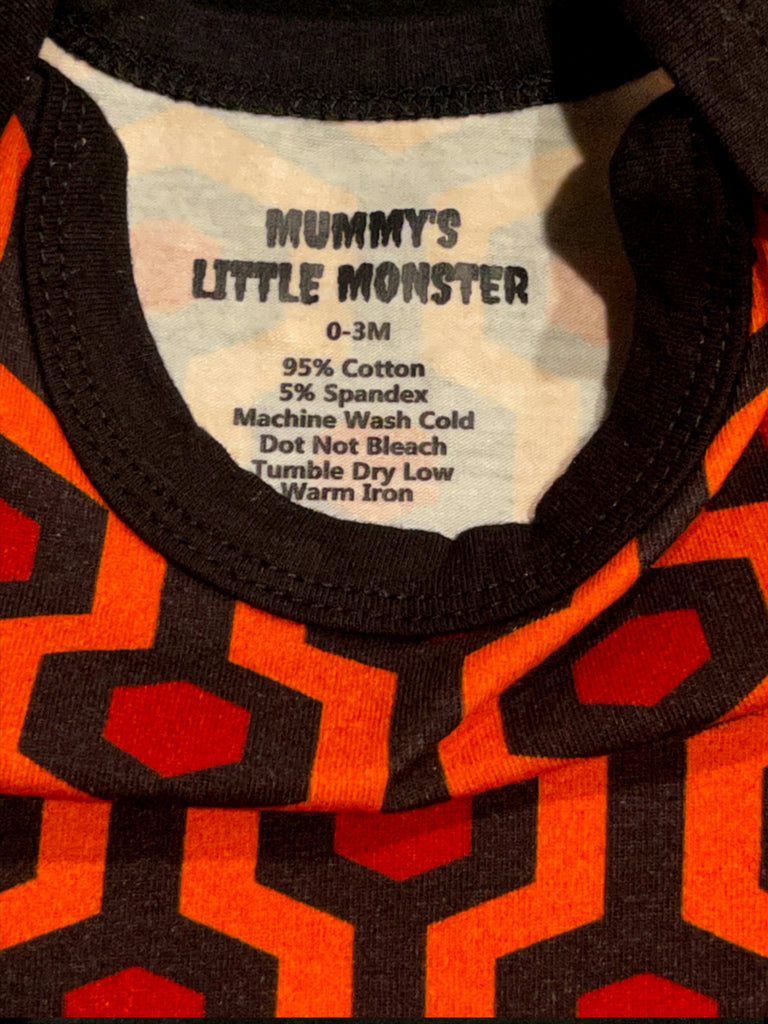 MUMMY'S
LITTLE MONSTER
0-3M
95% Cotton
5% Spandex
Machine Wash Cold
Dot Not Bleach
Tumble Dry Low
Warm Iron